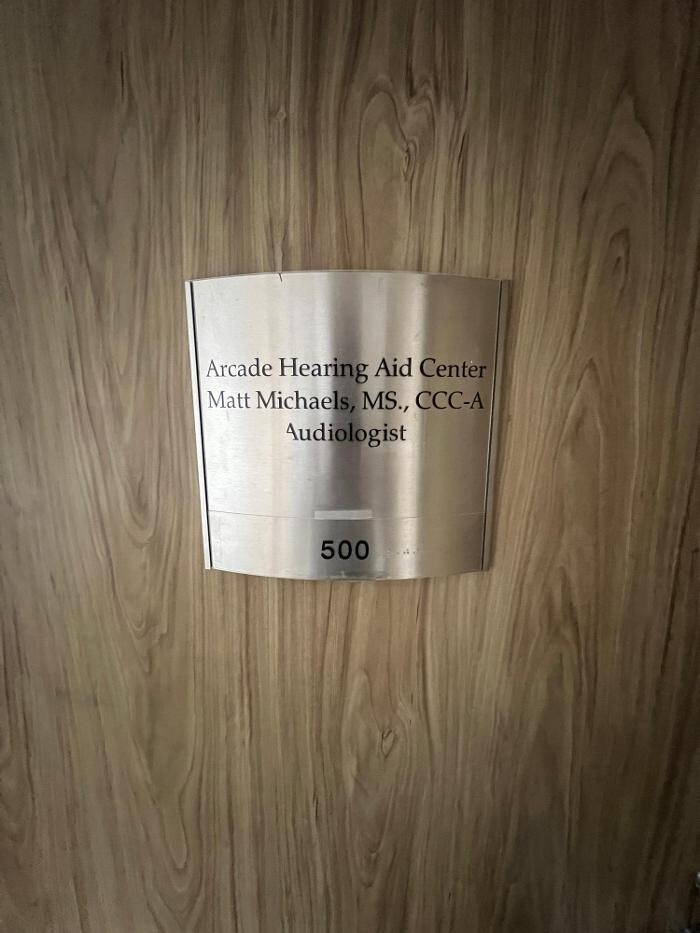 Arcade Hearing Aid Center
Matt Michaels, MS., CCC-A
Audiologist
500